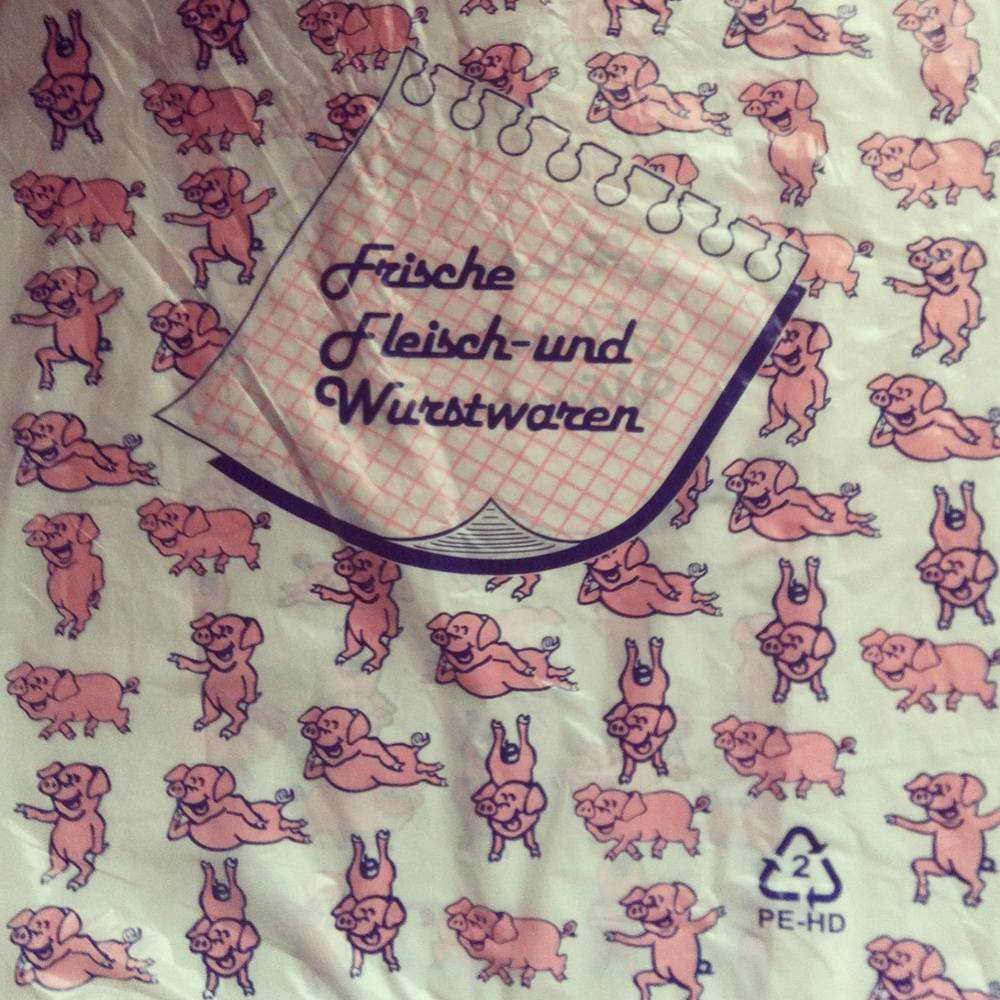 Frische
Fleisch-und
Wurstwaren
2
PE-HD